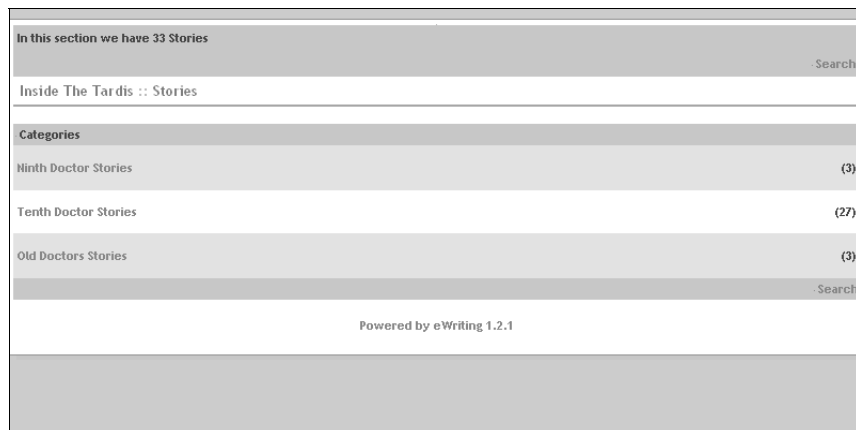 In this section we have 33 Stories
Search
Inside The Tardis :: Stories
Categories
Ninth Doctor Stories (3)
Tenth Doctor Stories (27)
Old Doctors Stories (3)
Search
Powered by eWriting 1.2.1